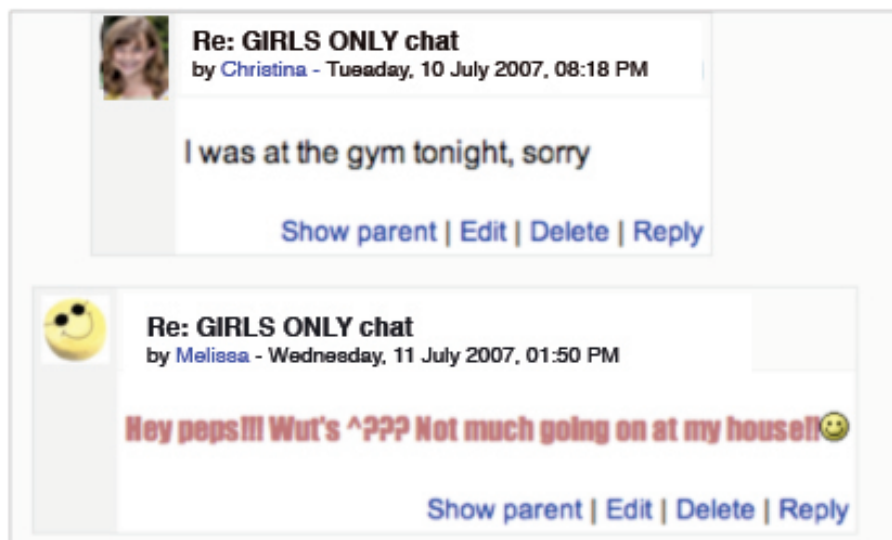 Re: GIRLS ONLY chat
by Christina - Tuesday, 10 July 2007, 08:18 PM
I was at the gym tonight, sorry
Show parent | Edit | Delete | Reply
Re: GIRLS ONLY chat
by Melissa - Wednesday, 11 July 2007, 01:50 PM
Hey peps!!! Wut's ^??? Not much going on at my house!!
Show parent | Edit | Delete | Reply